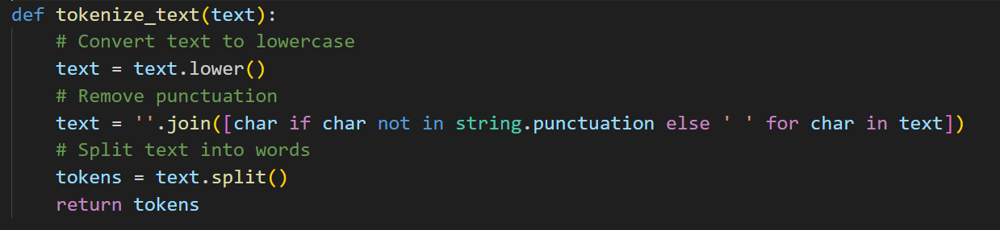 def tokenize_text(text):
    # Convert text to lowercase
    text = text.lower()
    # Remove punctuation
    text = ''.join([char if char not in string.punctuation else ' ' for char in text])
    # Split text into words
    tokens = text.split()
    return tokens